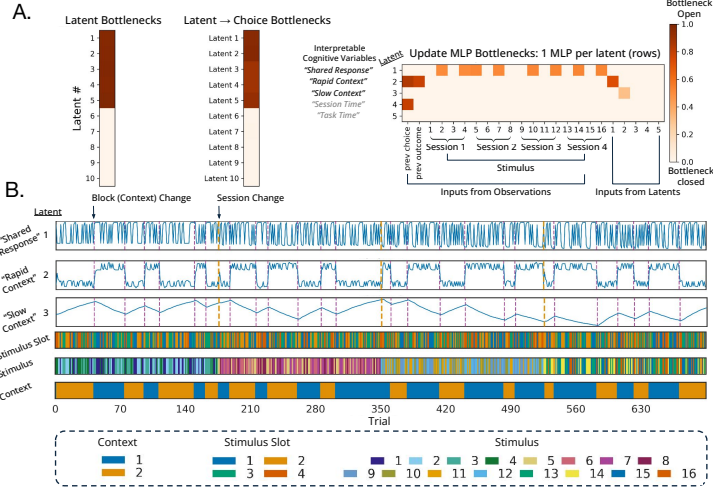 A.
Latent Bottlenecks
Latent #
1
2
3
4
5
6
7
8
9
10
Latent → Choice Bottlenecks
Latent 1
Latent 2
Latent 3
Latent 4
Latent 5
Latent 6
Latent 7
Latent 8
Latent 9
Latent 10
Interpretable
Cognitive Variables
"Shared Response"
"Rapid Context"
"Slow Context"
"Session Time"
"Task Time"
Latent
Update MLP Bottlenecks: 1 MLP per latent (rows)
1
2
3
4
5
prev choice
prev outcome
1 2 3 4 5 6 7 8 9 10 11 12 13 14 15 16 1 2 3 4 5
Session 1 Session 2 Session 3 Session 4
Stimulus
Inputs from Observations
Inputs from Latents
Bottleneck
Open
1.0
0.8
0.6
0.4
0.2
0.0
Bottleneck
closed
B.
Block (Context) Change
Session Change
Latent
"Shared
Response" 1
"Rapid
Context" 2
"Slow
Context" 3
Stimulus Slot
Stimulus
Context
0 70 140 210 280 350 420 490 560 630
Trial
Context
1
2
Stimulus Slot
1 2
3 4
Stimulus
1 2 3 4 5 6 7 8
9 10 11 12 13 14 15 16